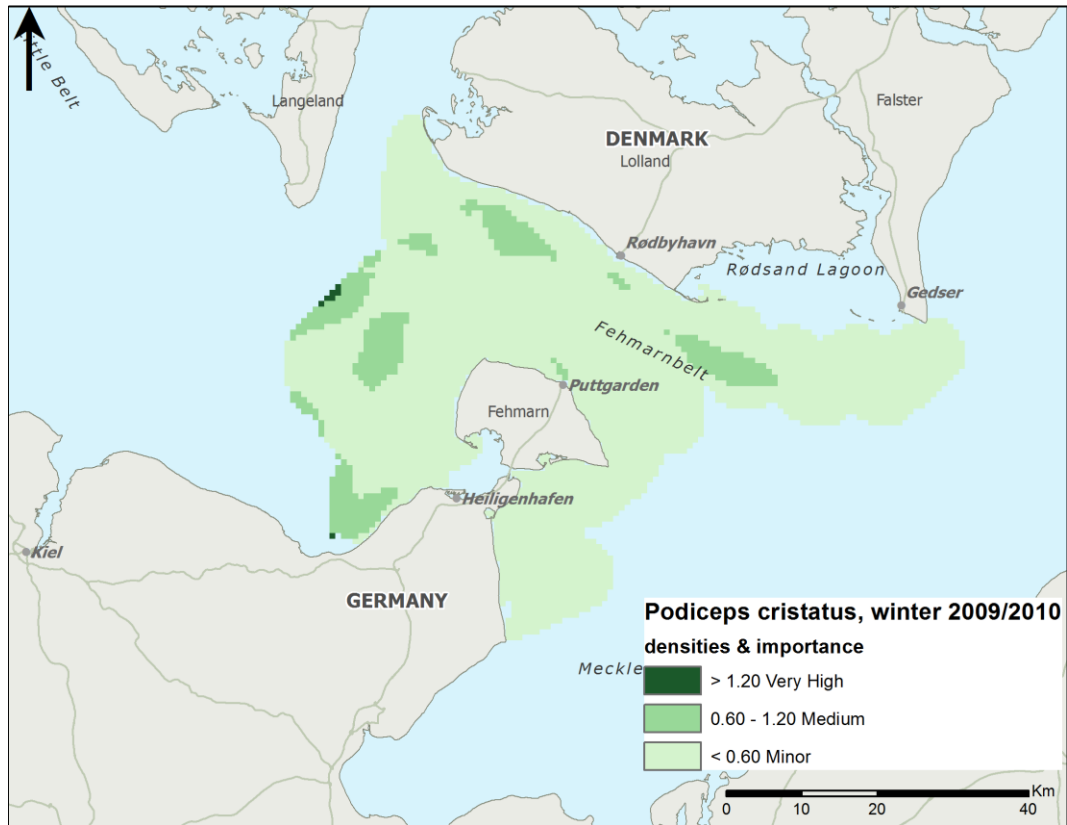 ttle Belt
Langeland
Falster
DENMARK
Lolland
Rødbyhavn
Rødsand Lagoon
Gedser
Fehmarnbelt
Puttgarden
Fehmarn
Heiligenhafen
Kiel
GERMANY
Meckle
Podiceps cristatus, winter 2009/2010
densities & importance
> 1.20 Very High
0.60 - 1.20 Medium
< 0.60 Minor
Km
0 10 20 40